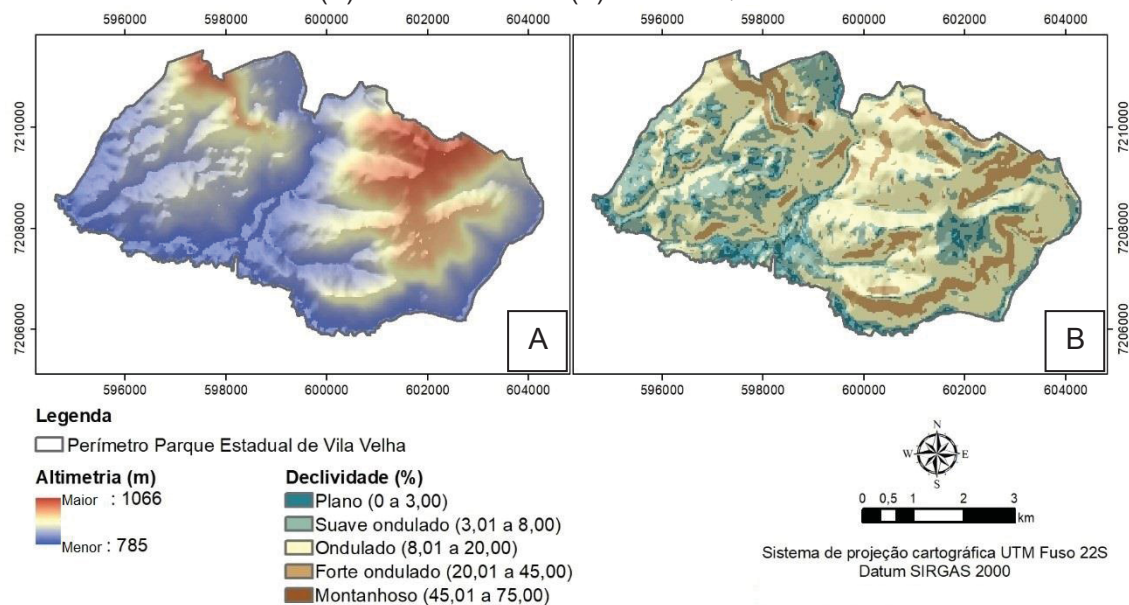 596000 598000 600000 602000 604000 596000 598000 600000 602000 604000
7210000
7208000
7206000
A
B
7210000
7208000
7206000
596000 598000 600000 602000 604000 596000 598000 600000 602000 604000
Legenda
Perímetro Parque Estadual de Vila Velha
Altimetria (m)
Maior : 1066
Menor : 785
Declividade (%)
Plano (0 a 3,00)
Suave ondulado (3,01 a 8,00)
Ondulado (8,01 a 20,00)
Forte ondulado (20,01 a 45,00)
Montanhoso (45,01 a 75,00)
N
W E
S
0 0,5 1 2 3
km
Sistema de projeção cartográfica UTM Fuso 22S
Datum SIRGAS 2000